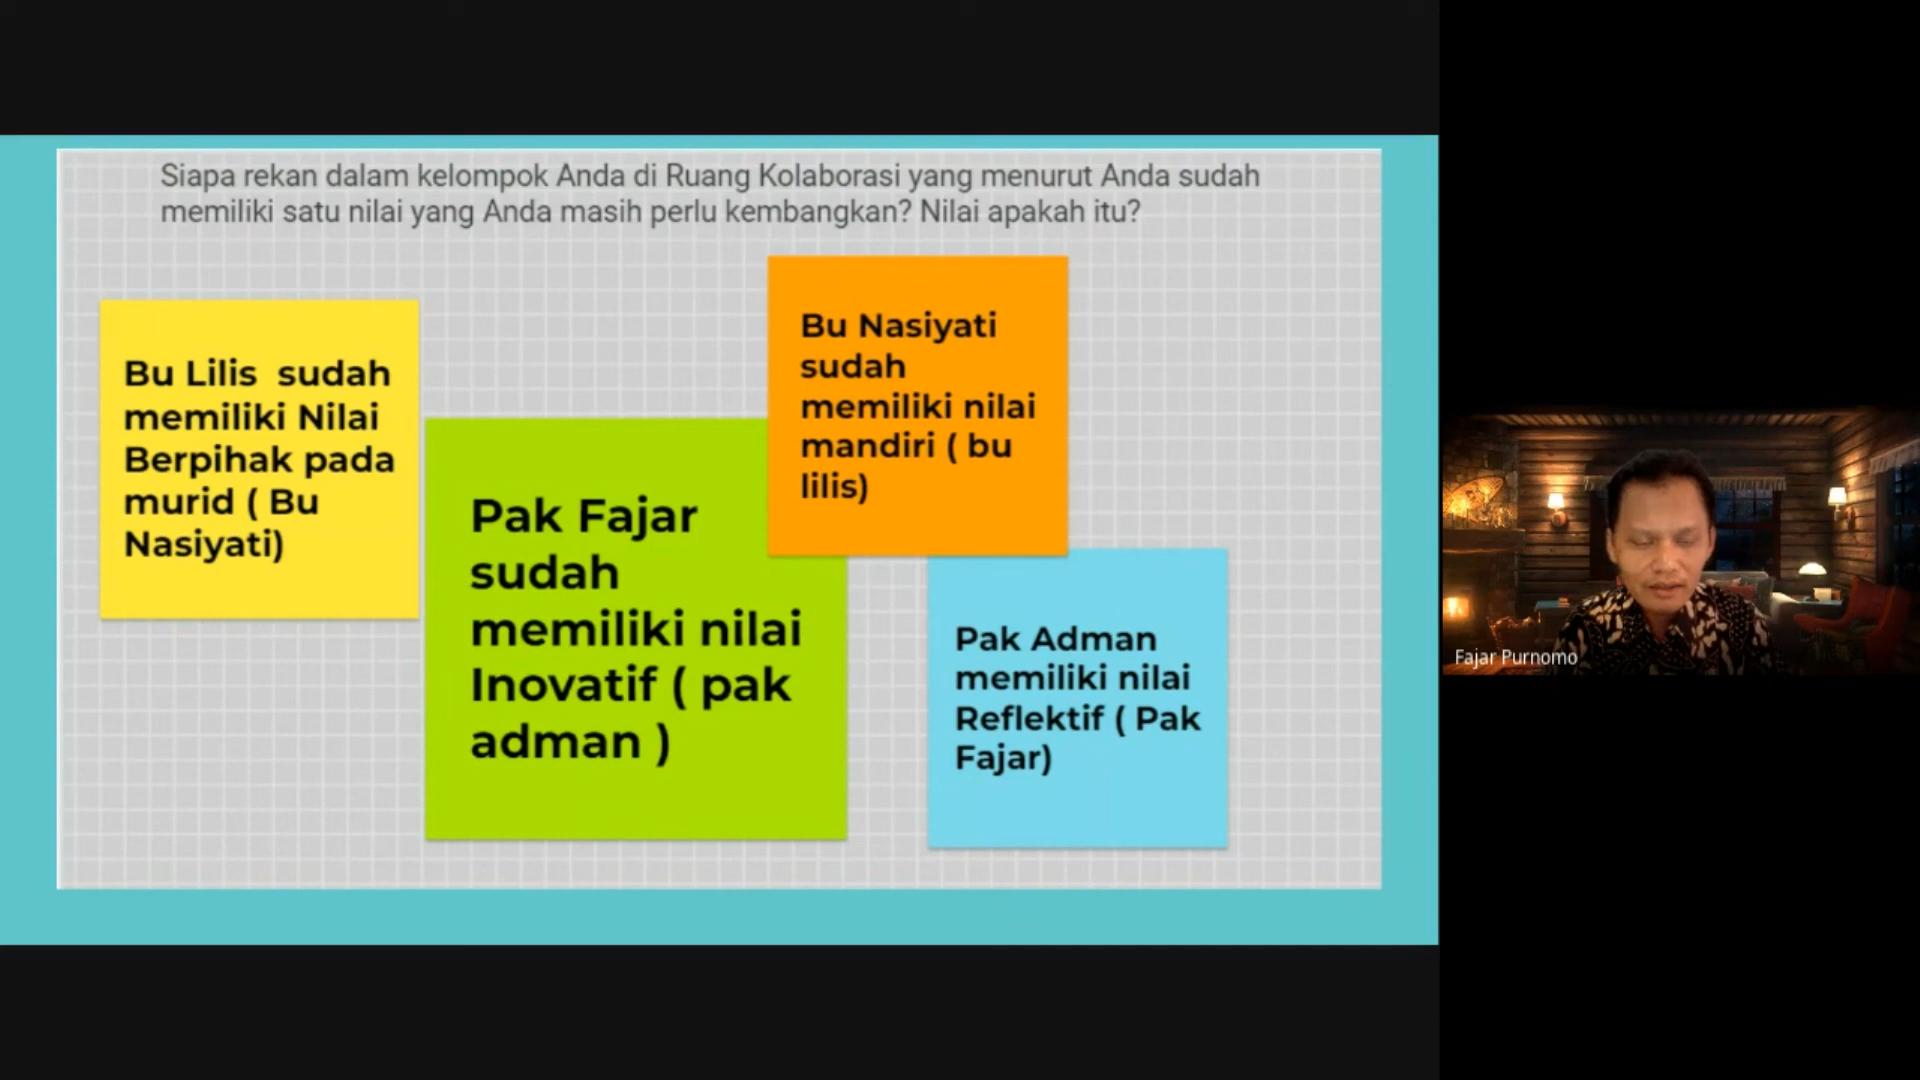 Siapa rekan dalam kelompok Anda di Ruang Kolaborasi yang menurut Anda sudah
memiliki satu nilai yang Anda masih perlu kembangkan? Nilai apakah itu?
Bu Lilis  sudah
memiliki Nilai
Berpihak pada
murid ( Bu
Nasiyati)
Pak Fajar
sudah
memiliki nilai
Inovatif ( pak
adman )
Bu Nasiyati
sudah
memiliki nilai
mandiri ( bu
lilis)
Pak Adman
memiliki nilai
Reflektif ( Pak
Fajar)
Fajar Purnomo